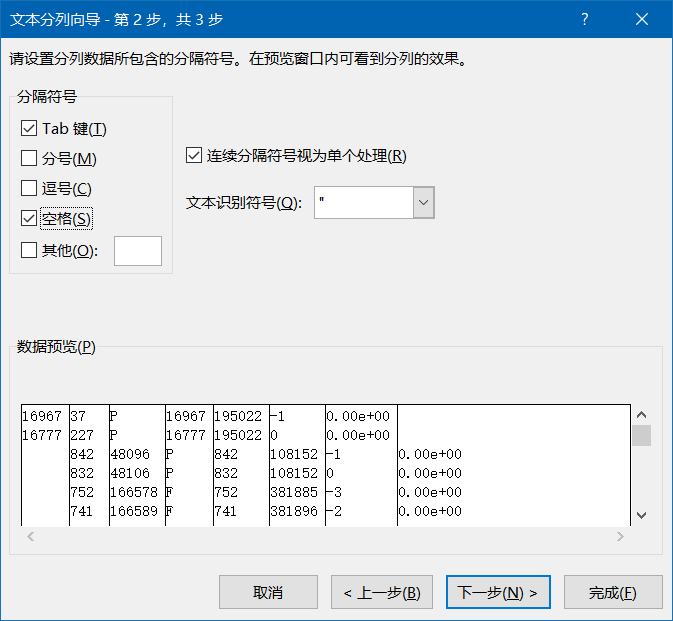 文本分列向导 - 第 2 步，共 3 步
?
请设置分列数据所包含的分隔符号。在预览窗口内可看到分列的效果。
分隔符号
Tab 键(T)
分号(M)
逗号(C)
空格(S)
其他(O):
连续分隔符号视为单个处理(R)
文本识别符号(Q): "
数据预览(P)
16967 37 P 16967 195022 -1 0.00e+00
16777 227 P 16777 195022 0 0.00e+00
842 48096 P 842 108152 -1 0.00e+00
832 48106 P 832 108152 0 0.00e+00
752 166578 F 752 381885 -3 0.00e+00
741 166589 F 741 381896 -2 0.00e+00
取消 < 上一步(B) 下一步(N) > 完成(F)